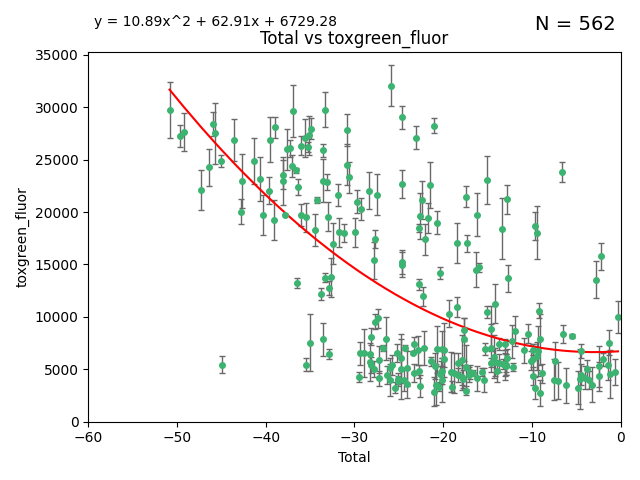 y = 10.89x^2 + 62.91x + 6729.28
N = 562
Total vs toxgreen_fluor
35000
30000
25000
20000
15000
10000
5000
0
toxgreen_fluor
−60 −50 −40 −30 −20 −10 0
Total